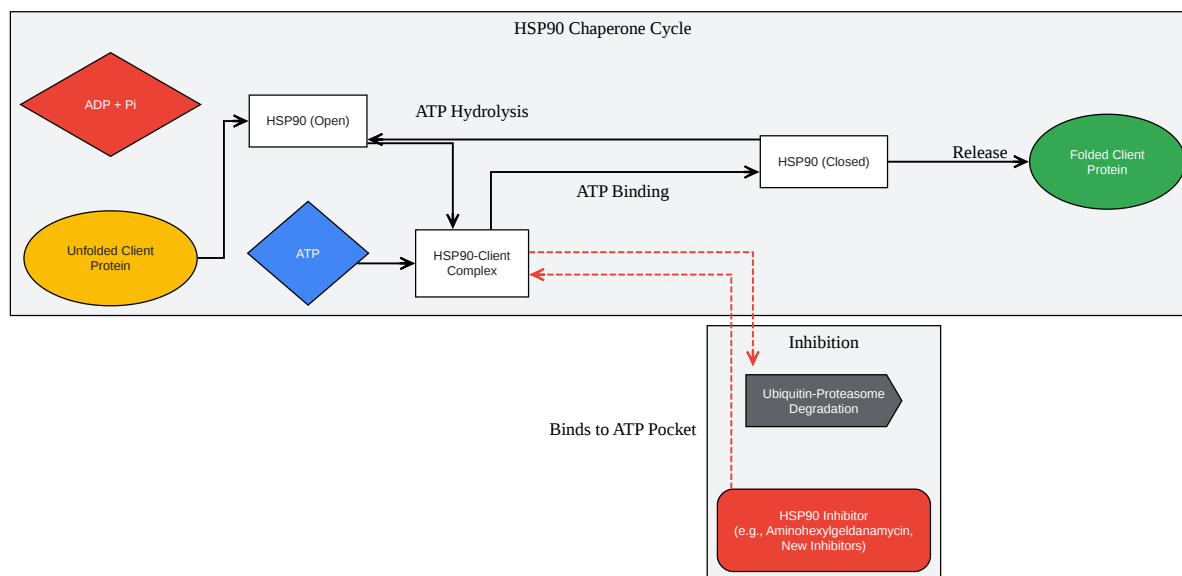 HSP90 Chaperone Cycle
ADP + Pi
HSP90 (Open)
ATP Hydrolysis
HSP90 (Closed)
Release
Folded Client
Protein
ATP Binding
Unfolded Client
Protein
ATP
HSP90-Client
Complex
Inhibition
Ubiquitin-Proteasome
Degradation
Binds to ATP Pocket
HSP90 Inhibitor
(e.g., Aminohexylgeldanamycin,
New Inhibitors)